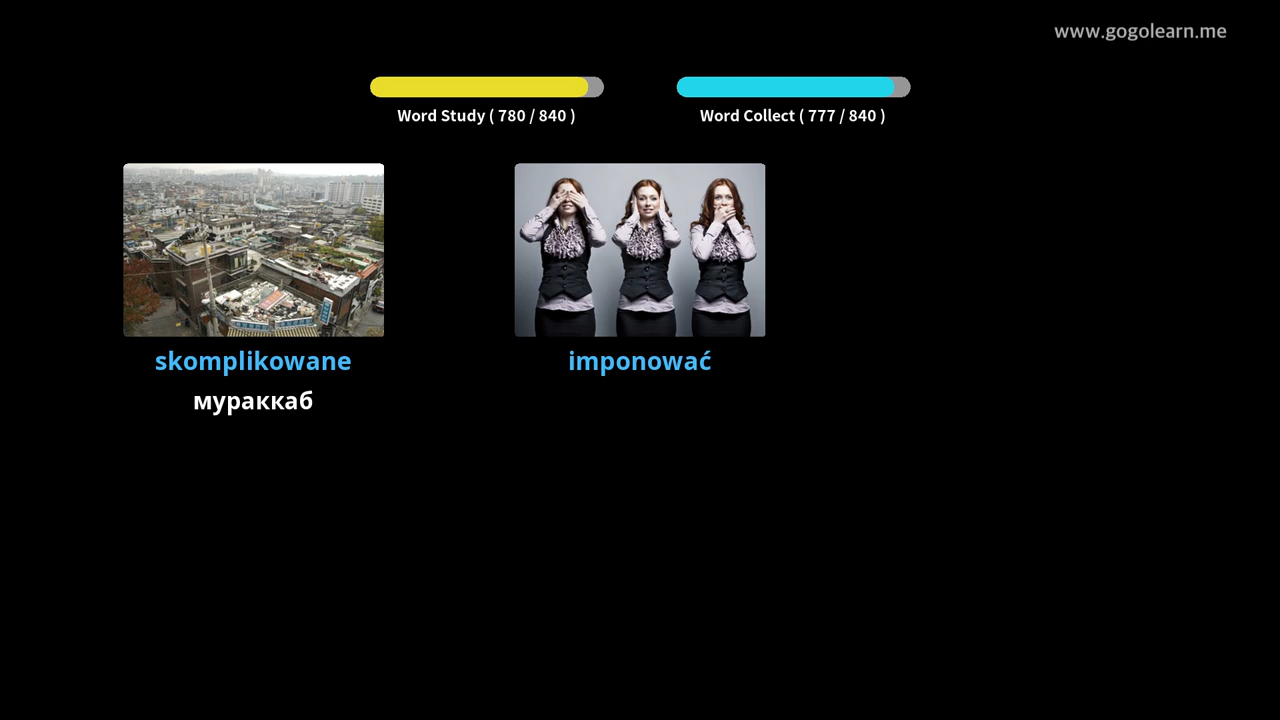 www.gogolearn.me
Word Study ( 780 / 840 )
Word Collect ( 777 / 840 )
skomplikowane
мураккаб
imponować